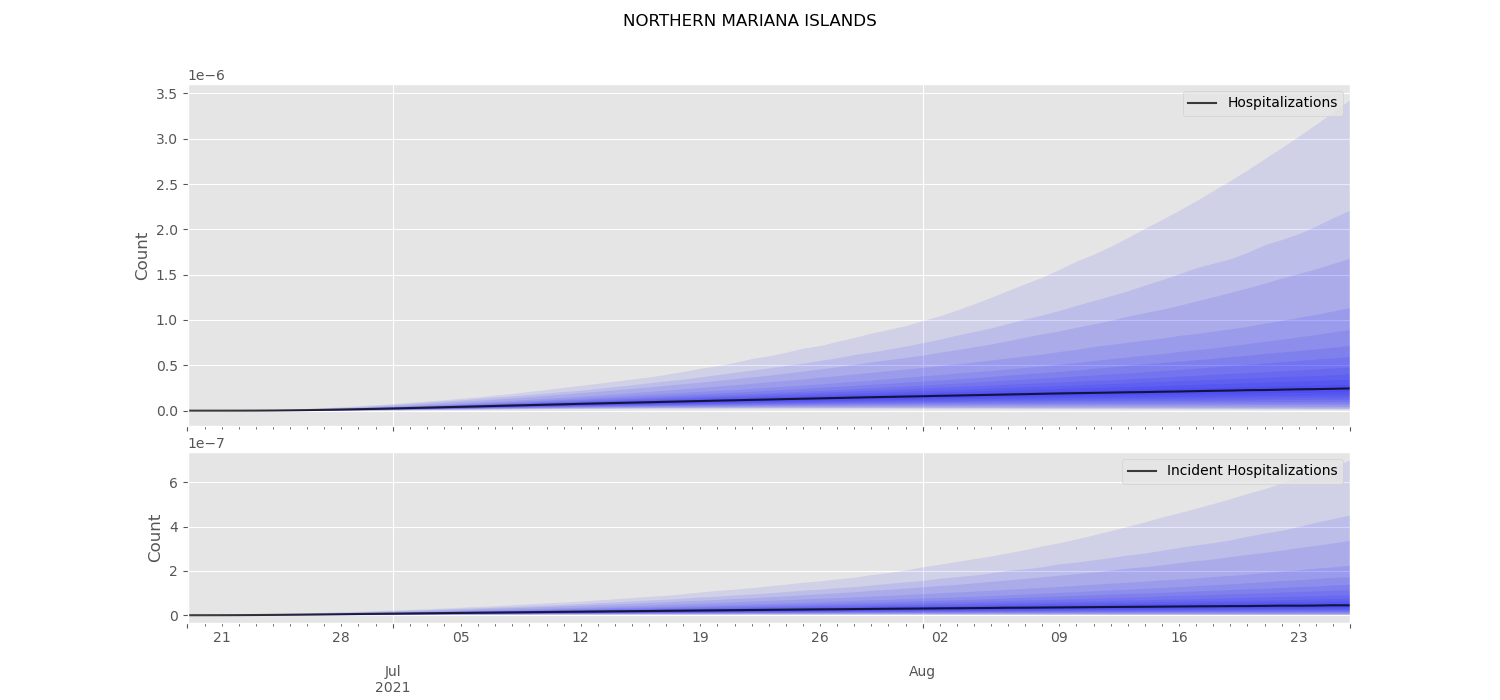 NORTHERN MARIANA ISLANDS
1e−6
3.5
3.0
2.5
2.0
1.5
1.0
0.5
0.0
Count
Hospitalizations
1e−7
6
4
2
0
Count
Incident Hospitalizations
21 28 05 12 19 26 02 09 16 23
Jul Aug
2021